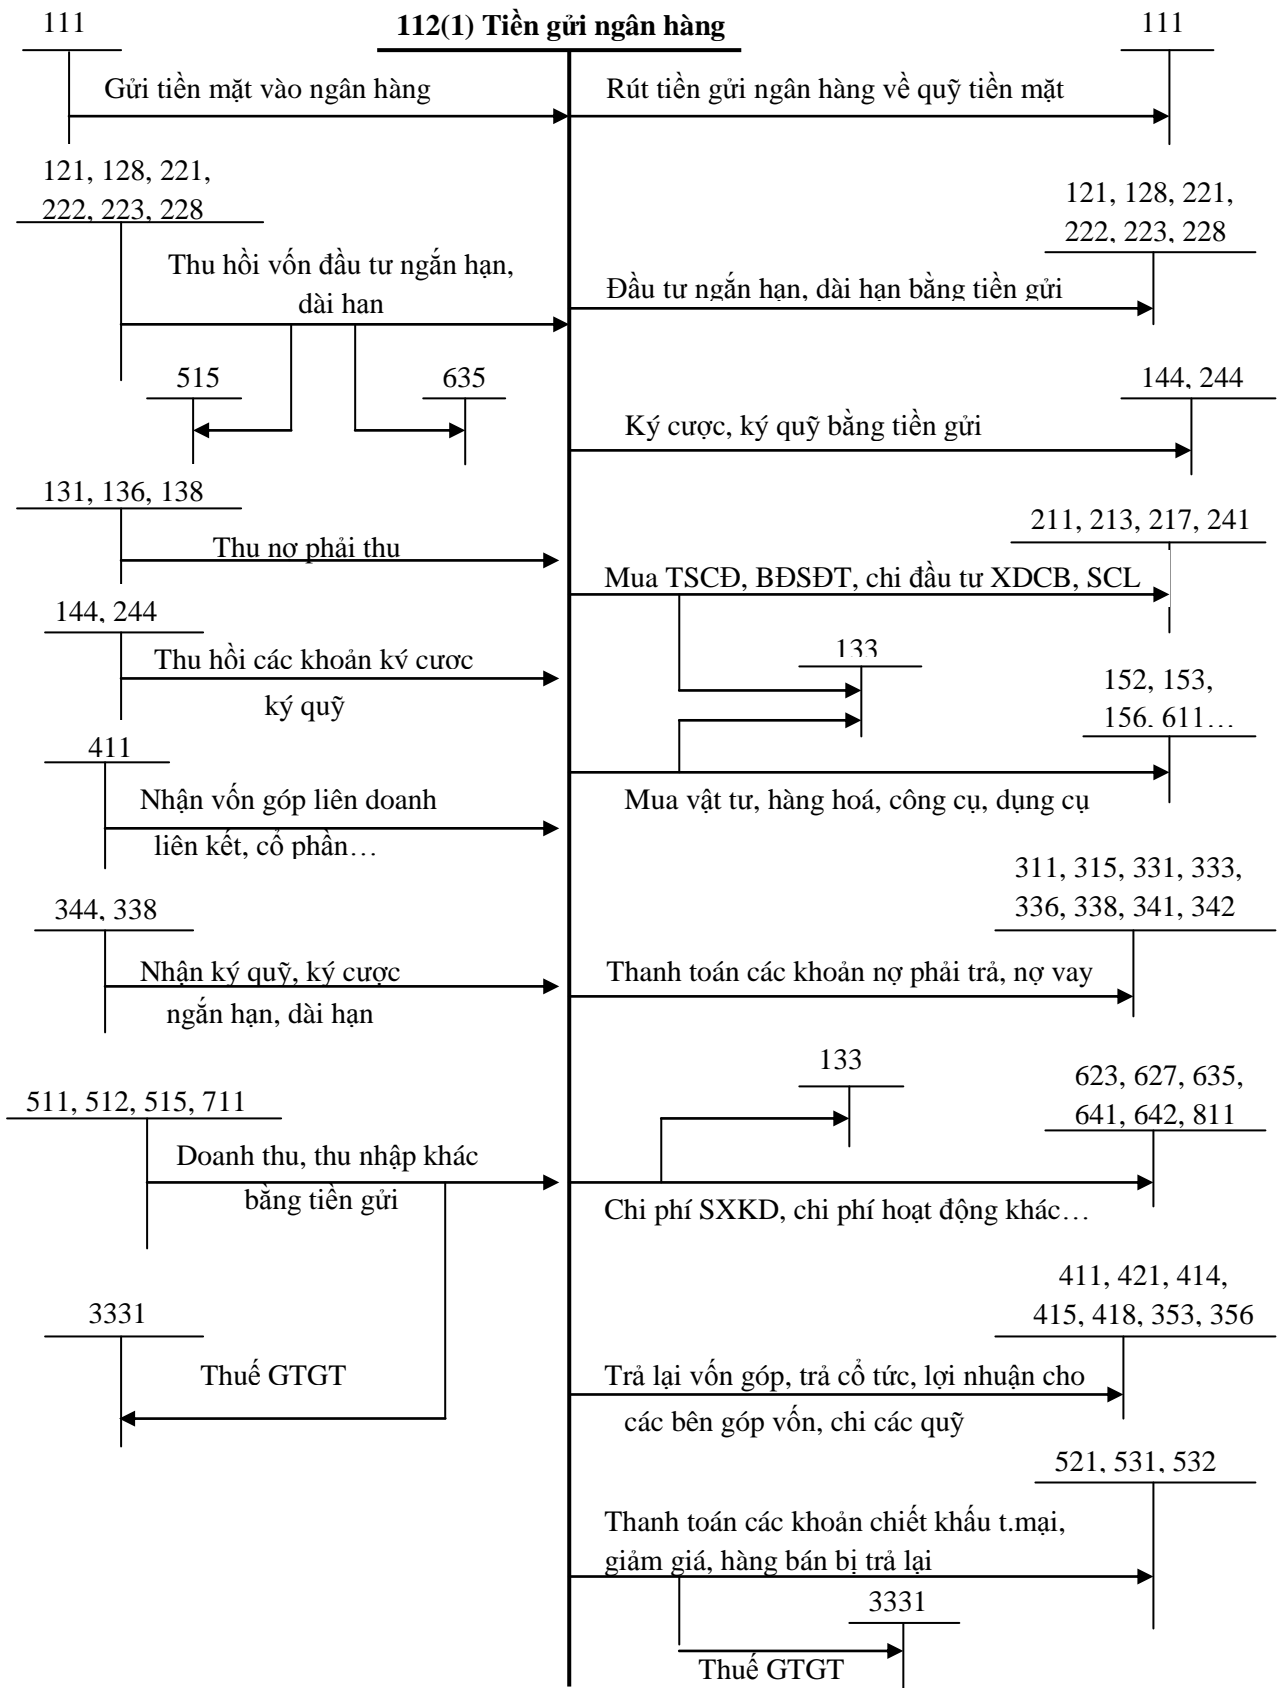 111
112(1) Tiền gửi ngân hàng
111
Gửi tiền mặt vào ngân hàng
Rút tiền gửi ngân hàng về quỹ tiền mặt
121, 128, 221,
222, 223, 228
121, 128, 221,
222, 223, 228
Thu hồi vốn đầu tư ngắn hạn,
dài hạn
Đầu tư ngắn hạn, dài hạn bằng tiền gửi
515
635
144, 244
Ký cược, ký quỹ bằng tiền gửi
131, 136, 138
Thu nợ phải thu
211, 213, 217, 241
Mua TSCĐ, BĐSĐT, chi đầu tư XDCB, SCL
144, 244
Thu hồi các khoản ký cược
ký quỹ
133
152, 153,
156, 611…
411
Nhận vốn góp liên doanh
liên kết, cổ phần…
Mua vật tư, hàng hoá, công cụ, dụng cụ
344, 338
311, 315, 331, 333,
336, 338, 341, 342
Nhận ký quỹ, ký cược
ngắn hạn, dài hạn
Thanh toán các khoản nợ phải trả, nợ vay
511, 512, 515, 711
133
623, 627, 635,
641, 642, 811
Doanh thu, thu nhập khác
bằng tiền gửi
Chi phí SXKD, chi phí hoạt động khác…
3331
Thuế GTGT
411, 421, 414,
415, 418, 353, 356
Trả lại vốn góp, trả cổ tức, lợi nhuận cho
các bên góp vốn, chi các quỹ
521, 531, 532
Thanh toán các khoản chiết khấu t.mại,
giảm giá, hàng bán bị trả lại
3331
Thuế GTGT